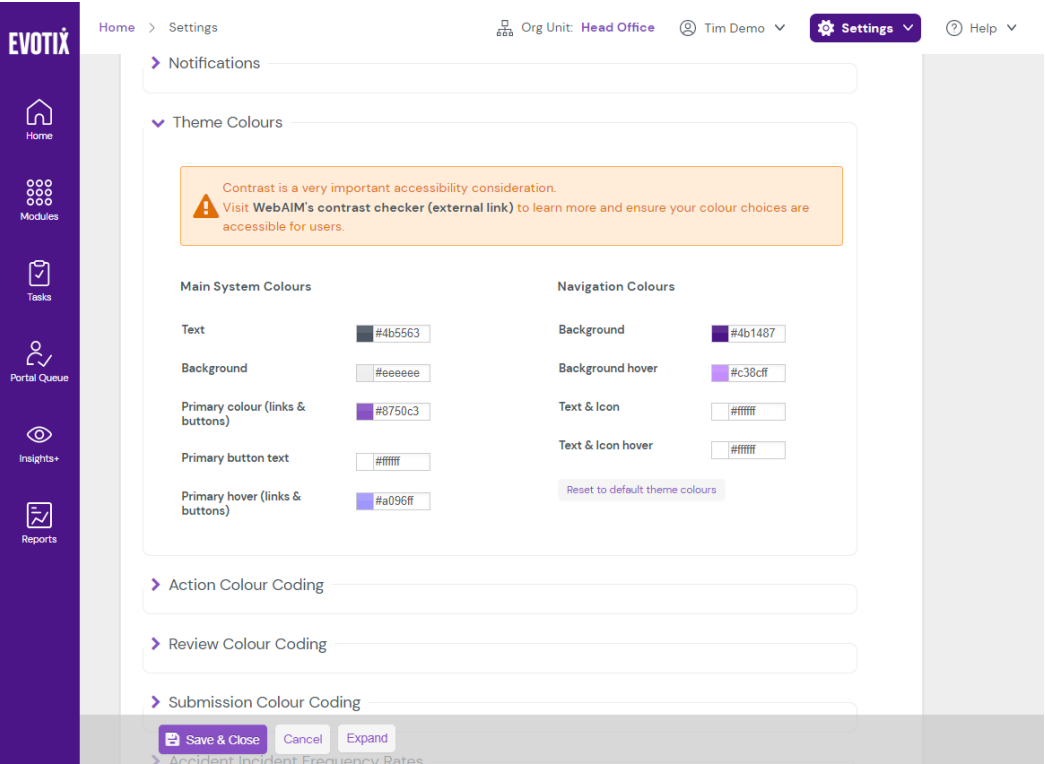 EVOTIX
Home > Settings
Org Unit: Head Office
Tim Demo
Settings
Help
Home
Modules
Tasks
Portal Queue
Insights+
Reports
Notifications
Theme Colours
Contrast is a very important accessibility consideration.
Visit WebAIM's contrast checker (external link) to learn more and ensure your colour choices are
accessible for users.
Main System Colours
Text
#4b5563
Background
#eeeeee
Primary colour (links &
buttons)
#8750c3
Primary button text
#ffffff
Primary hover (links &
buttons)
#a096ff
Navigation Colours
Background
#4b1487
Background hover
#c38cff
Text & Icon
#ffffff
Text & Icon hover
#ffffff
Reset to default theme colours
Action Colour Coding
Review Colour Coding
Submission Colour Coding
Save & Close
Cancel
Expand
Accident Incident Frequency Rates